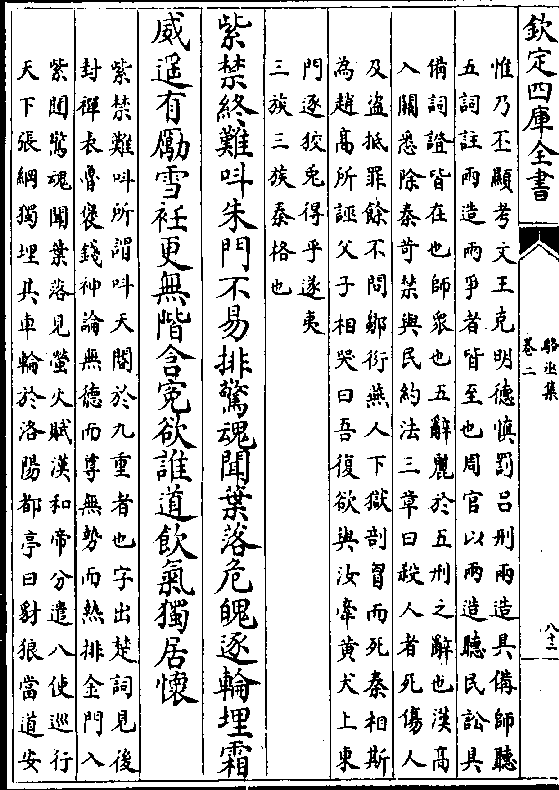 欽定四庫全書
駱丞集
卷二
八十二
惟乃丕顯考文王克明德慎罰吕刑兩造具備師聽
五詞註兩造兩爭者皆至也周官以兩造聽民訟具
備詞證皆在也師衆也五辭麗於五刑之辭也漢高
入關悉除秦苛禁與民約法三章曰殺人者死傷人
及盜抵罪餘不問鄒衍燕人下獄剖胷而死秦相斯
為趙高所誣父子相哭曰吾復欲與汝牽黄犬上東
門逐狡兎得乎遂夷
三族三族秦格也
紫禁終難呌朱門不易排驚魂聞葉落危魄逐輪埋霜
威遥有勵雪枉更無階含寃欲誰道飲氣獨居懷
紫禁難呌所謂呌天閽於九重者也字出楚詞見後
封禪表魯褒錢神論無德而尊無勢而熱排金門入
紫闥驚魂聞葉落見螢火賦漢和帝分遣八使巡行
天下張綱獨埋其車輪於洛陽都亭曰豺狼當道安